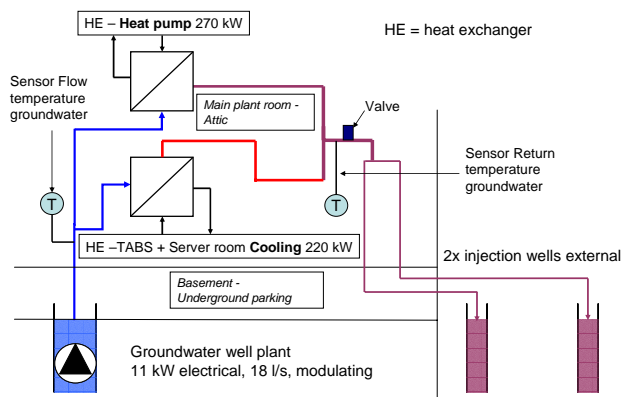 HE – Heat pump 270 kW
HE = heat exchanger
Sensor Flow
temperature
groundwater
Main plant room -
Attic
Valve
T
Sensor Return
temperature
groundwater
T
HE –TABS + Server room Cooling 220 kW
2x injection wells external
Basement -
Underground parking
Groundwater well plant
11 kW electrical, 18 l/s, modulating